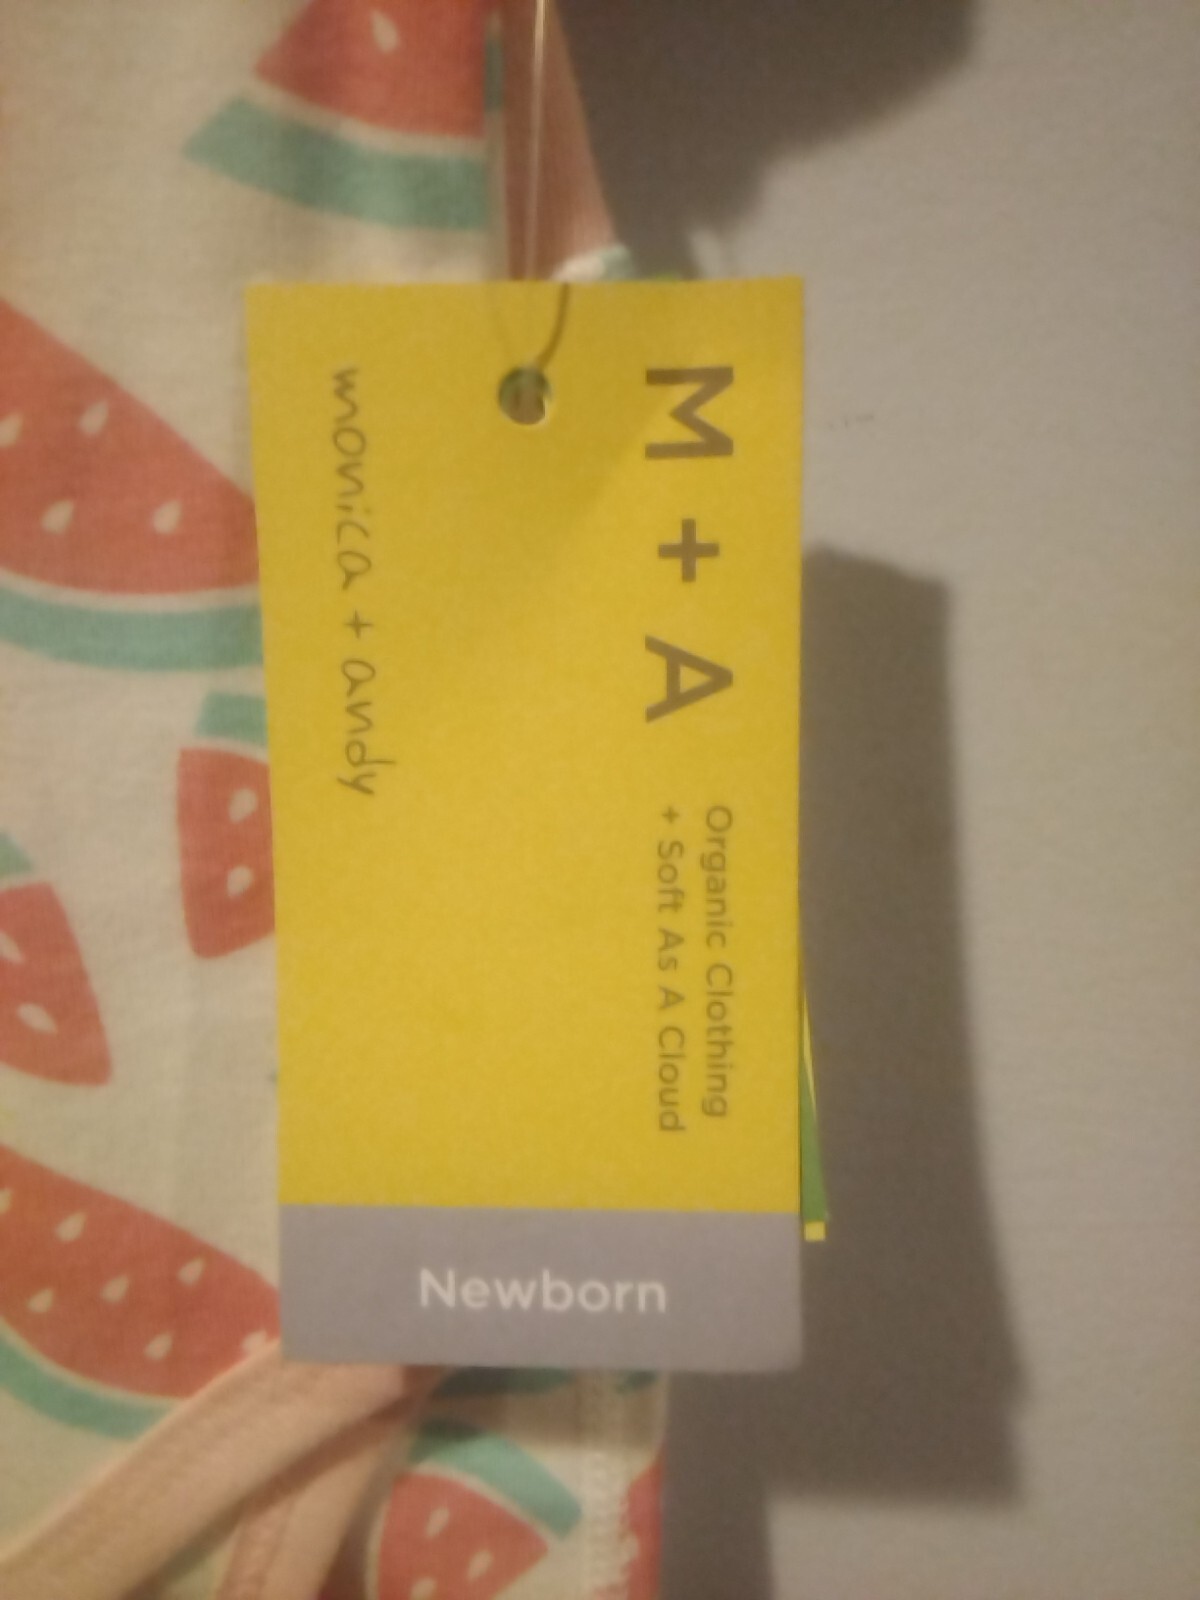 M + A
Organic Clothing
+ Soft As A Cloud
monica + andy
Newborn